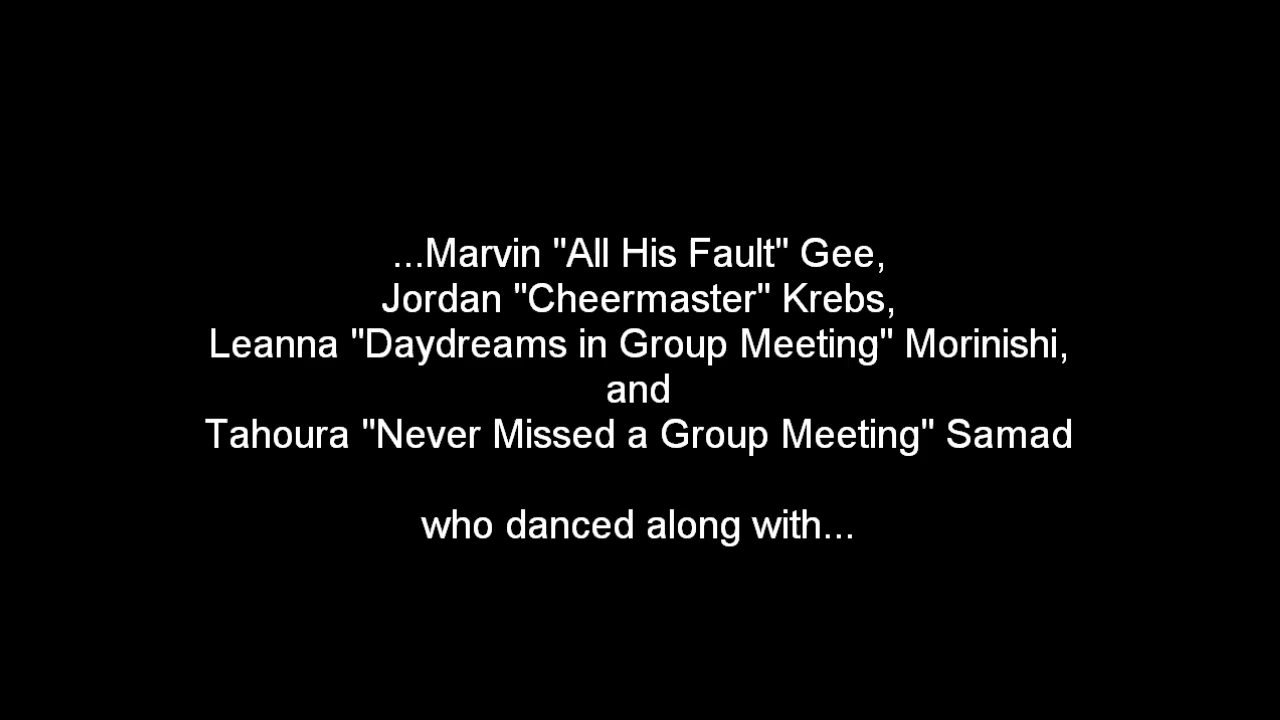 ...Marvin "All His Fault" Gee,
Jordan "Cheermaster" Krebs,
Leanna "Daydreams in Group Meeting" Morinishi,
and
Tahoura "Never Missed a Group Meeting" Samad
who danced along with...